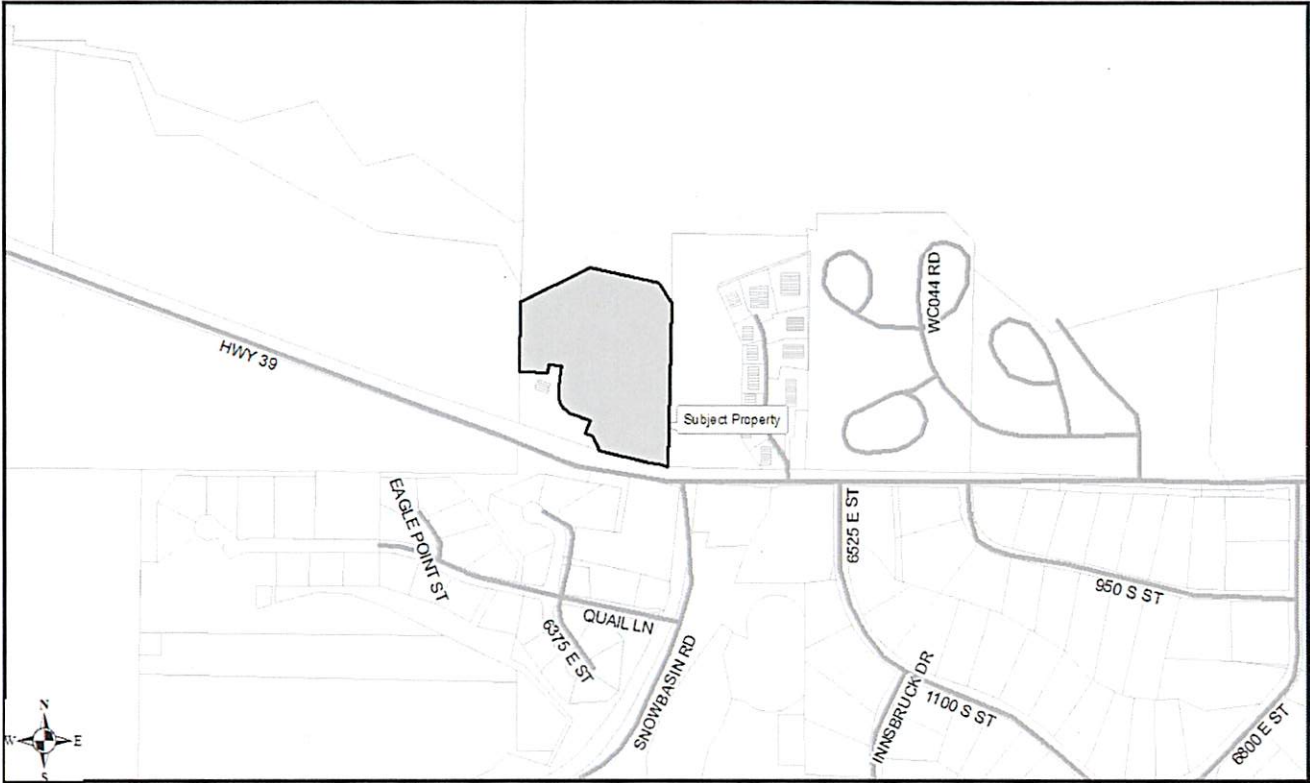 WC044 RD
HWY 39
Subject Property
EAGLE POINT ST
6525 E ST
950 S ST
QUAIL LN
6375 E ST
SNOWBASIN RD
INNSBRUCK DR
1100 S ST
6800 E ST
N
W E
S